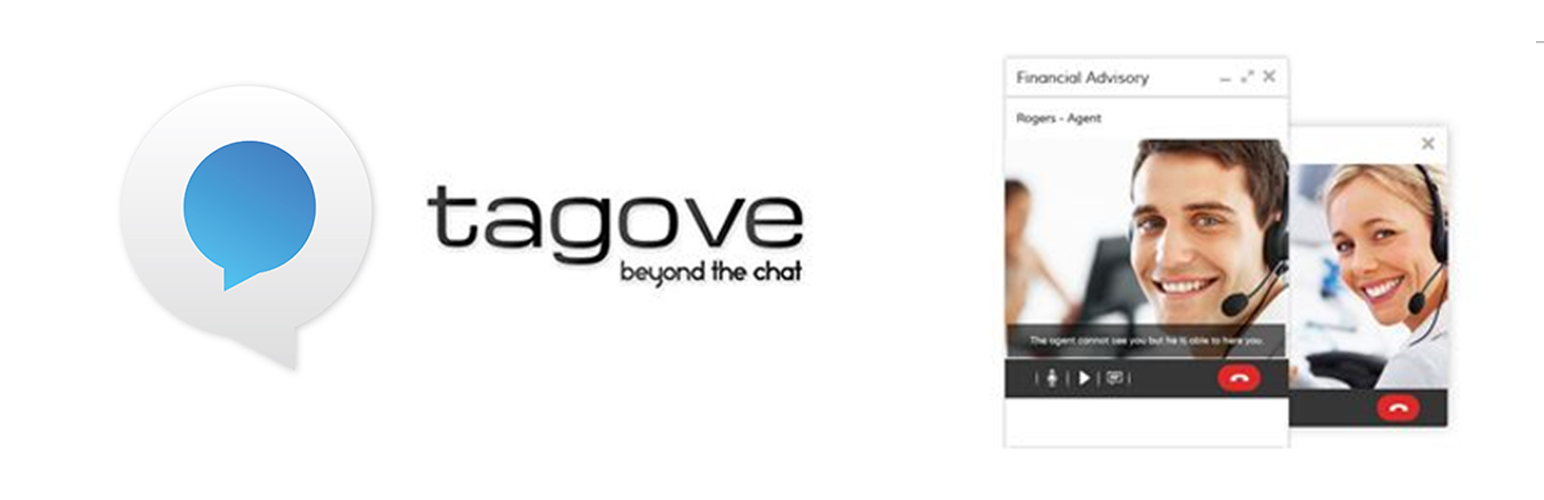 tagove
beyond the chat
Financial Advisory
Rogers - Agent
The agent cannot see you but he is able to here you.